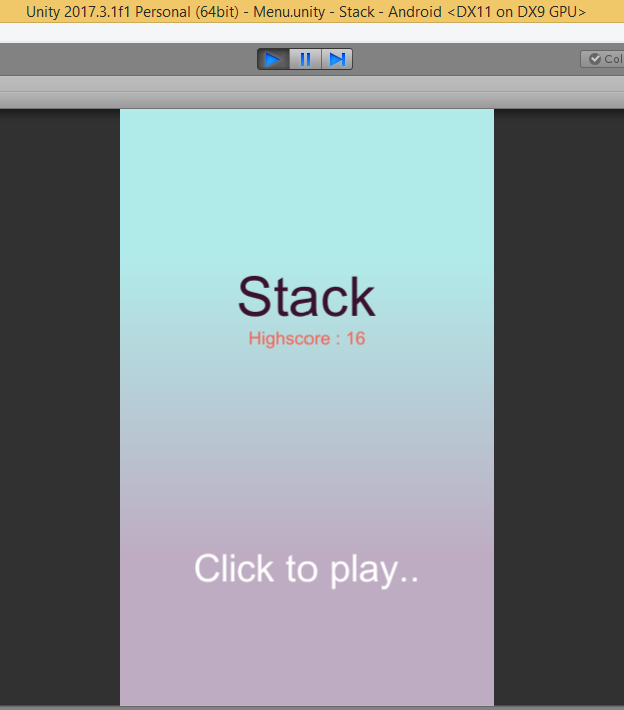 Unity 2017.3.1f1 Personal (64bit) - Menu.unity - Stack - Android <DX11 on DX9 GPU>
Col
Stack
Highscore : 16
Click to play..